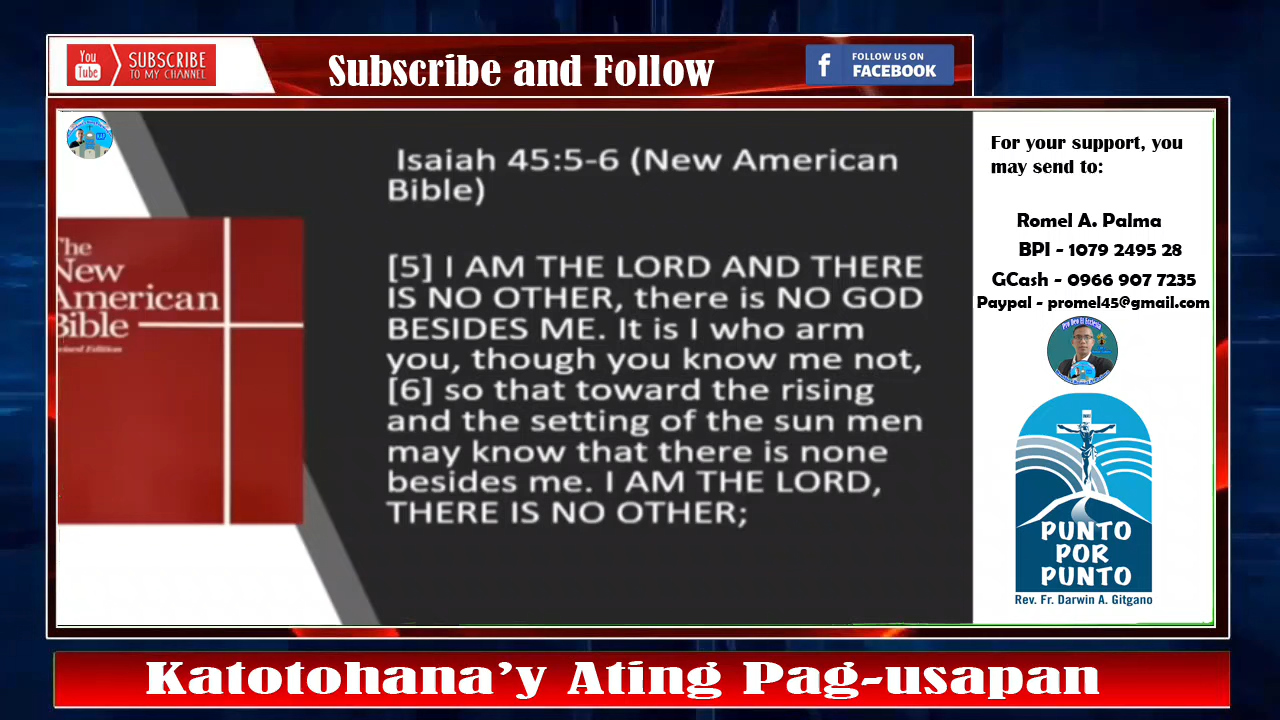 You
Tube
SUBSCRIBE
TO MY CHANNEL
Subscribe and Follow
f
FOLLOW US ON
FACEBOOK
Isaiah 45:5-6 (New American
Bible)
[5] I AM THE LORD AND THERE
IS NO OTHER, there is NO GOD
BESIDES ME. It is I who arm
you, though you know me not,
[6] so that toward the rising
and the setting of the sun men
may know that there is none
besides me. I AM THE LORD,
THERE IS NO OTHER;
The
New
American
Bible
For your support, you
may send to:
Romel A. Palma
BPI - 1079 2495 28
GCash - 0966 907 7235
Paypal - promel45@gmail.com
PUNTO
POR
PUNTO
Rev. Fr. Darwin A. Gitgano
Katotohana'y Ating Pag-usapan